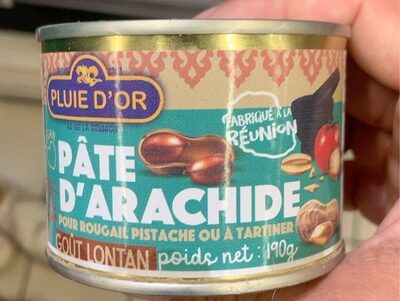 PLUIE D'OR
ÎLE DE LA RÉUNION
FABRIQUÉ À LA
RÉUNION
PÂTE
D'ARACHIDE
POUR ROUGAIL PISTACHE OU À TARTINER
GOÛT LONTAN
poids net : 190g